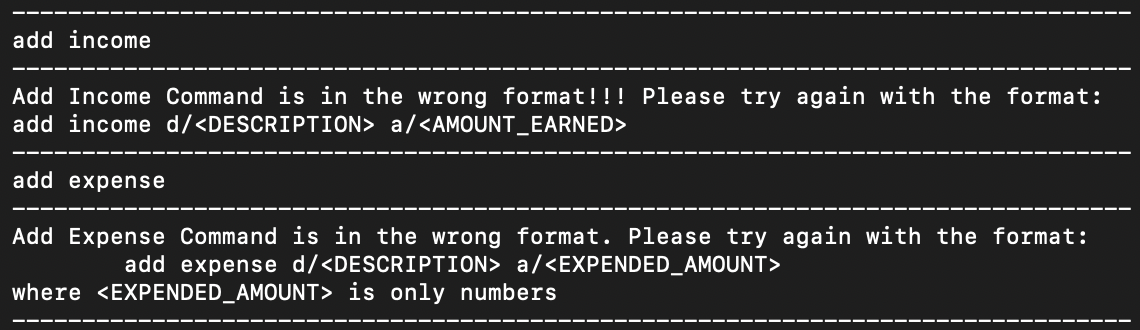 --------------------------------------------------------------------------------
add income
--------------------------------------------------------------------------------
Add Income Command is in the wrong format!!! Please try again with the format:
add income d/<DESCRIPTION> a/<AMOUNT_EARNED>
--------------------------------------------------------------------------------
add expense
--------------------------------------------------------------------------------
Add Expense Command is in the wrong format. Please try again with the format:
        add expense d/<DESCRIPTION> a/<EXPENDED_AMOUNT>
where <EXPENDED_AMOUNT> is only numbers
--------------------------------------------------------------------------------